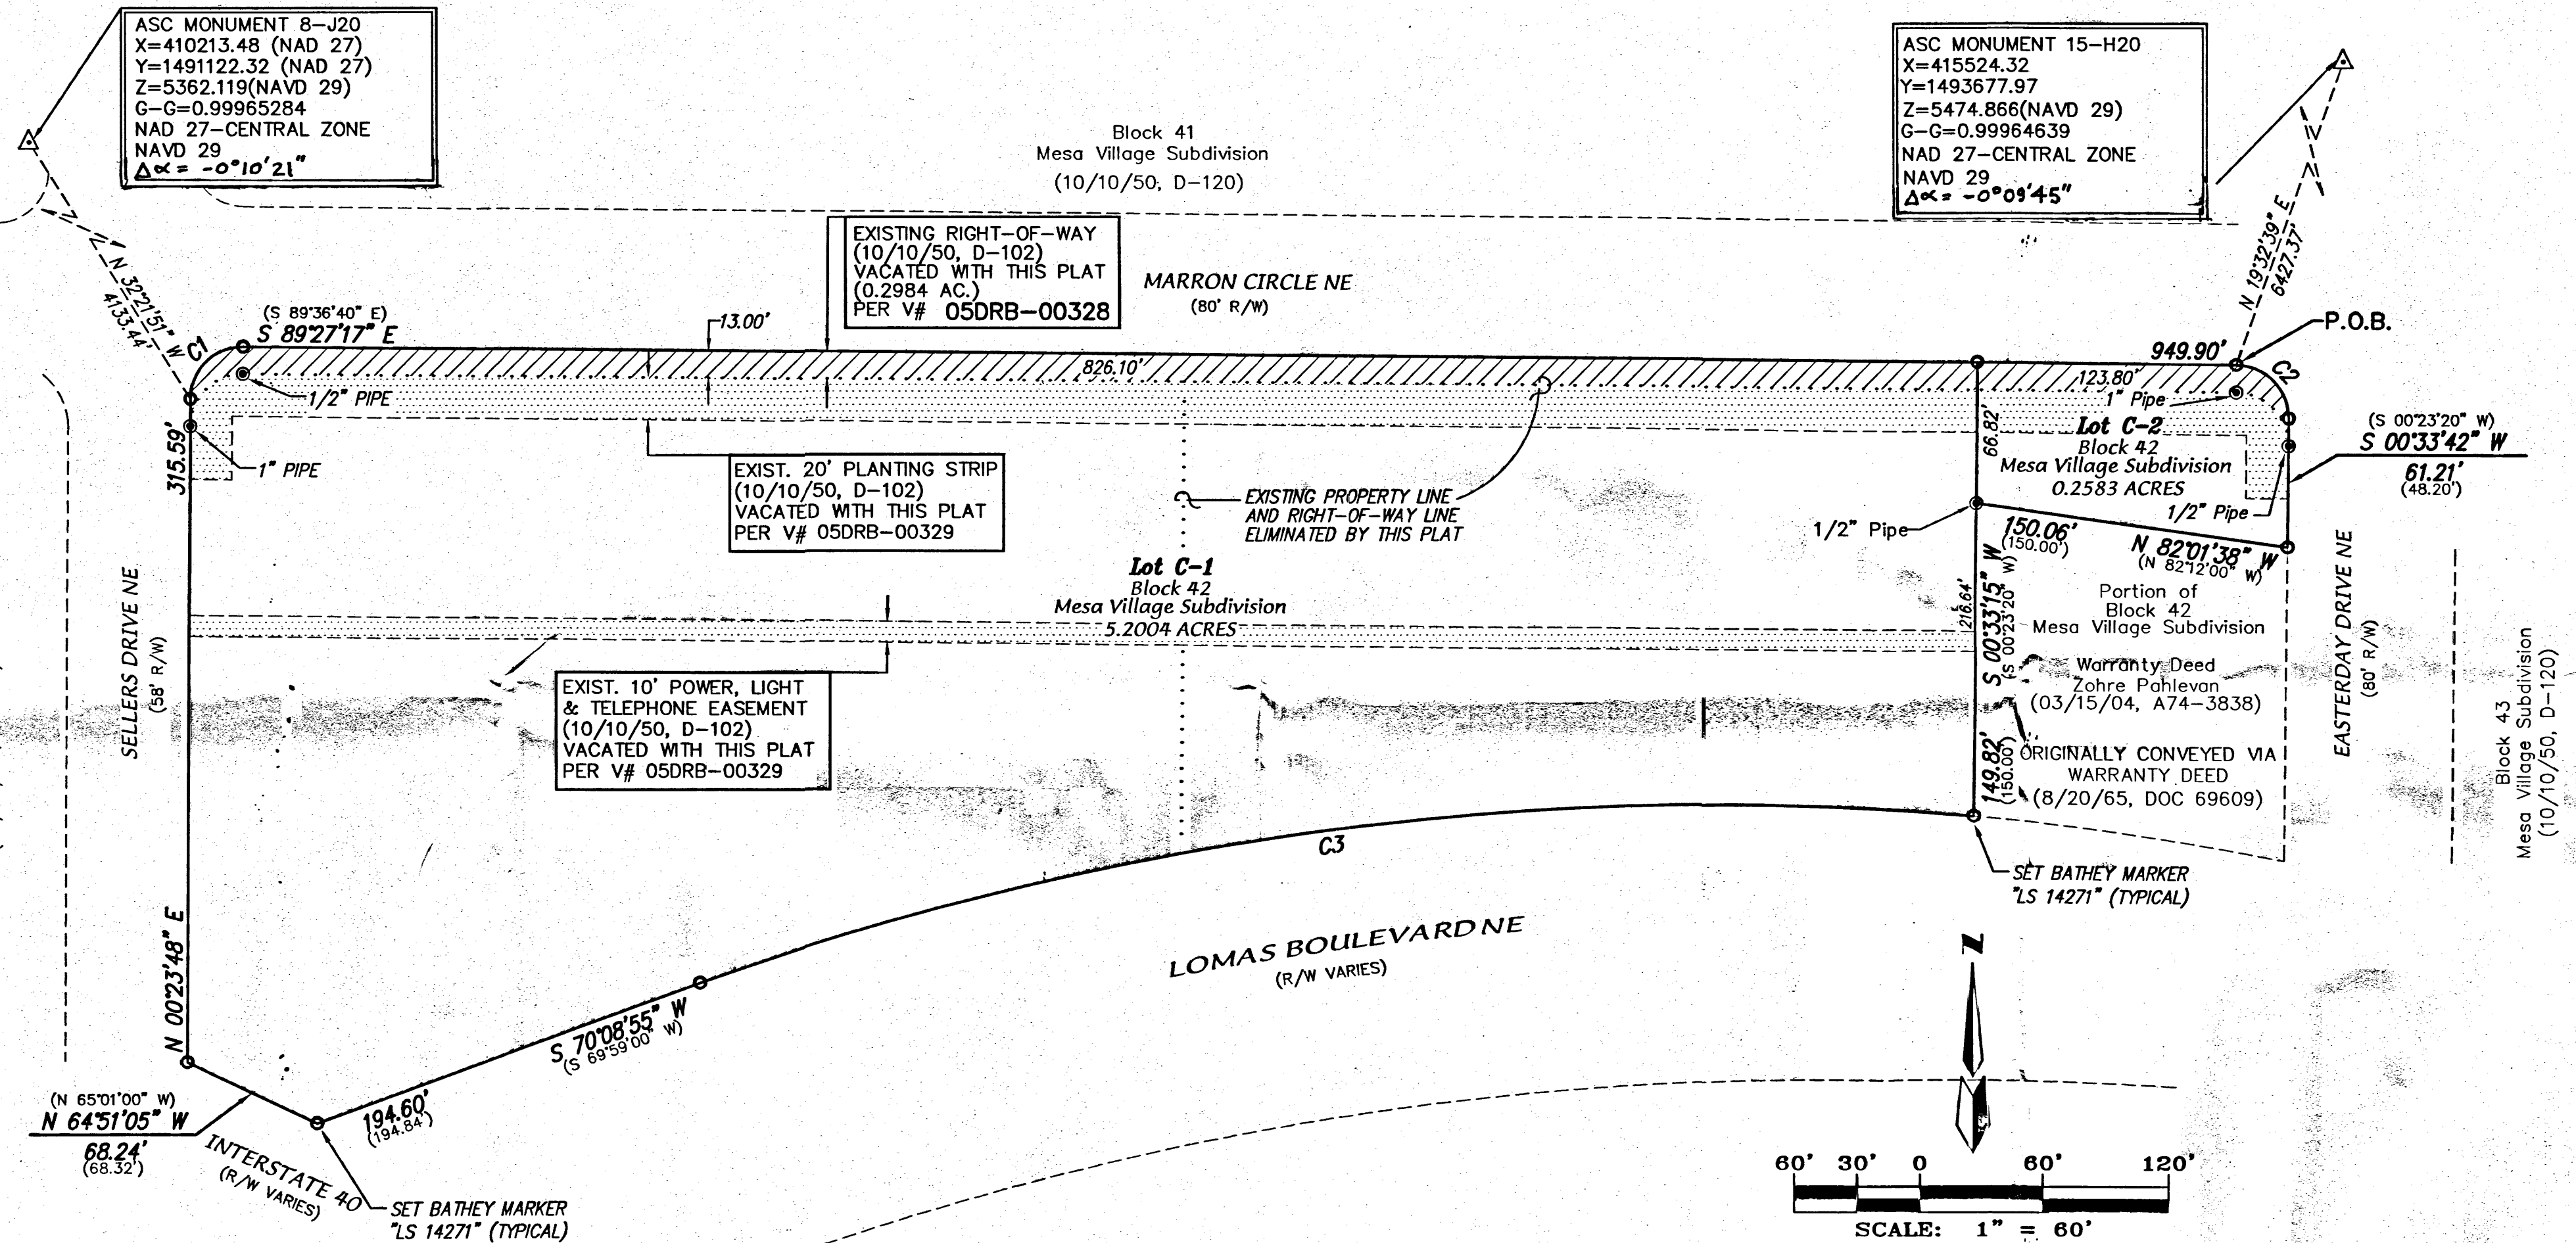 ASC MONUMENT 8-J20
X=410213.48 (NAD 27)
Y=1491122.32 (NAD 27)
Z=5362.119(NAVD 29)
G-G=0.99965284
NAD 27-CENTRAL ZONE
NAVD 29
Δ∝= -0°10'21"
ASC MONUMENT 15-H20
X=415524.32
Y=1493677.97
Z=5474.866(NAVD 29)
G-G=0.99964639
NAD 27-CENTRAL ZONE
NAVD 29
Δ∝= -0°09'45"
Block 41
Mesa Village Subdivision
(10/10/50, D-120)
EXISTING RIGHT-OF-WAY
(10/10/50, D-102)
VACATED WITH THIS PLAT
(0.2984 AC.)
PER V# 05DRB-00328
MARRON CIRCLE NE
(80' R/W)
N 32°21'51" W
4133.44'
N 19°32'39" E
6427.37'
P.O.B.
C1
(S 89°36'40" E)
S 89°27'17" E
13.00'
949.90'
C2
826.10'
123.80'
1/2" PIPE
1" PIPE
1" Pipe
315.59'
66.82'
Lot C-2
Block 42
Mesa Village Subdivision
0.2583 ACRES
1/2" Pipe
(S 00°23'20" W)
S 00°33'42" W
61.21'
(48.20')
EXIST. 20' PLANTING STRIP
(10/10/50, D-102)
VACATED WITH THIS PLAT
PER V# 05DRB-00329
EXISTING PROPERTY LINE
AND RIGHT-OF-WAY LINE
ELIMINATED BY THIS PLAT
1/2" Pipe
150.06'
(150.00')
N 82°01'38" W
(N 82°12'00" W)
Lot C-1
Block 42
Mesa Village Subdivision
5.2004 ACRES
216.64'
S 00°33'15" W
(S 00°23'20" W)
149.82'
(150.00')
Portion of
Block 42
Mesa Village Subdivision
Warranty Deed
Zohre Pahlevan
(03/15/04, A74-3838)
ORIGINALLY CONVEYED VIA
WARRANTY DEED
(8/20/65, DOC 69609)
SELLERS DRIVE NE
(58' R/W)
EASTERDAY DRIVE NE
(80' R/W)
Block 43
Mesa Village Subdivision
(10/10/50, D-120)
EXIST. 10' POWER, LIGHT
& TELEPHONE EASEMENT
(10/10/50, D-102)
VACATED WITH THIS PLAT
PER V# 05DRB-00329
C3
SET BATHEY MARKER
"LS 14271" (TYPICAL)
LOMAS BOULEVARD NE
(R/W VARIES)
N 00°23'48" E
S 70°08'55" W
(S 69°59'00" W)
194.60'
(194.84')
(N 65°01'00" W)
N 64°51'05" W
68.24'
(68.32')
INTERSTATE 40
(R/W VARIES)
SET BATHEY MARKER
"LS 14271" (TYPICAL)
N
60' 30' 0 60' 120'
SCALE: 1" = 60'